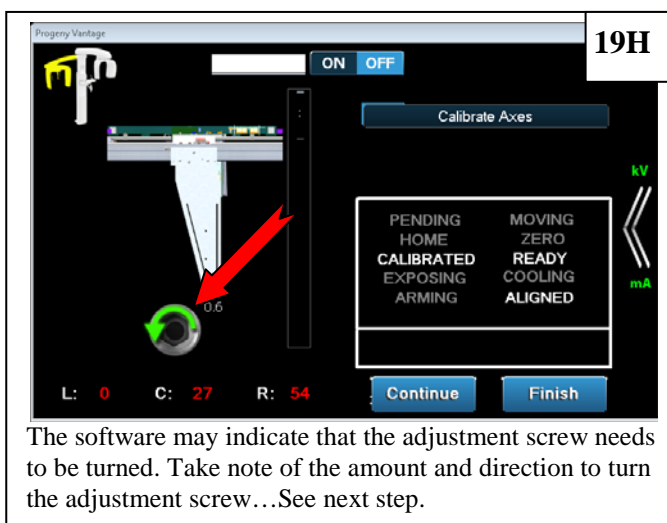 Progeny Vantage
19H
ON OFF
Calibrate Axes
kV
PENDING MOVING
HOME ZERO
CALIBRATED READY
EXPOSING COOLING
ARMING ALIGNED
mA
0.6
L: 0 C: 27 R: 54
Continue Finish
The software may indicate that the adjustment screw needs
to be turned. Take note of the amount and direction to turn
the adjustment screw…See next step.